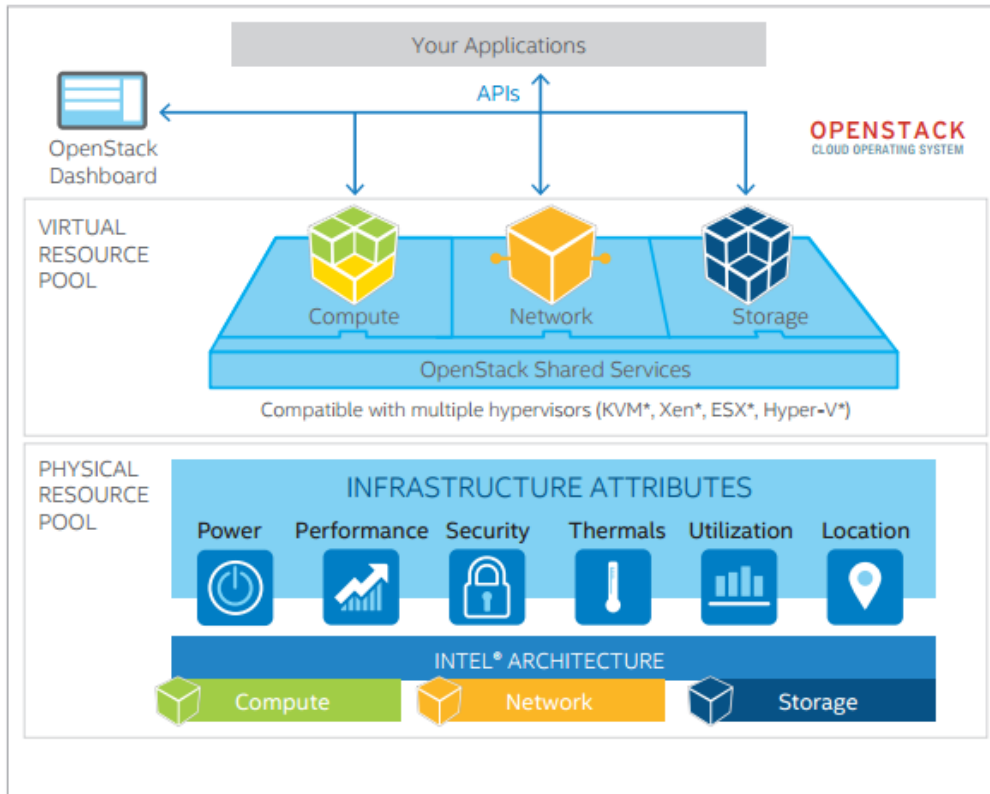 Your Applications
APIs
OpenStack
Dashboard
OPENSTACK
CLOUD OPERATING SYSTEM
VIRTUAL
RESOURCE
POOL
Compute
Network
Storage
OpenStack Shared Services
Compatible with multiple hypervisors (KVM*, Xen*, ESX*, Hyper-V*)
PHYSICAL
RESOURCE
POOL
INFRASTRUCTURE ATTRIBUTES
Power
Performance
Security
Thermals
Utilization
Location
INTEL® ARCHITECTURE
Compute
Network
Storage